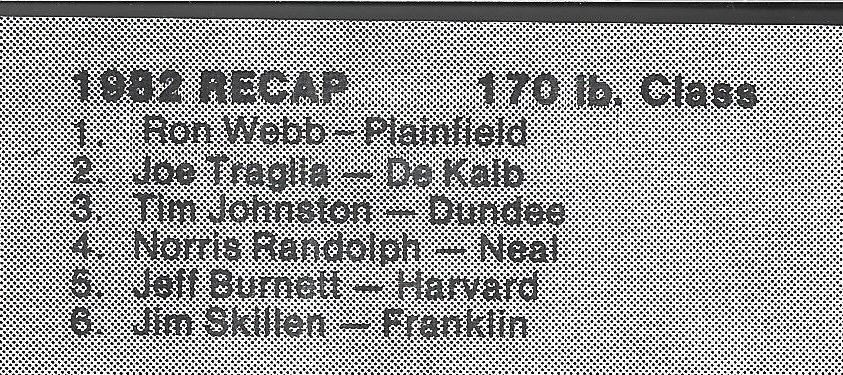 1982 RECAP 170 lb. Class
1. Ron Webb — Plainfield
2. Joe Traglia — De Kalb
3. Tim Johnston — Dundee
4. Norris Randolph — Neal
5. Jeff Burnett — Harvard
6. Jim Skillen — Franklin